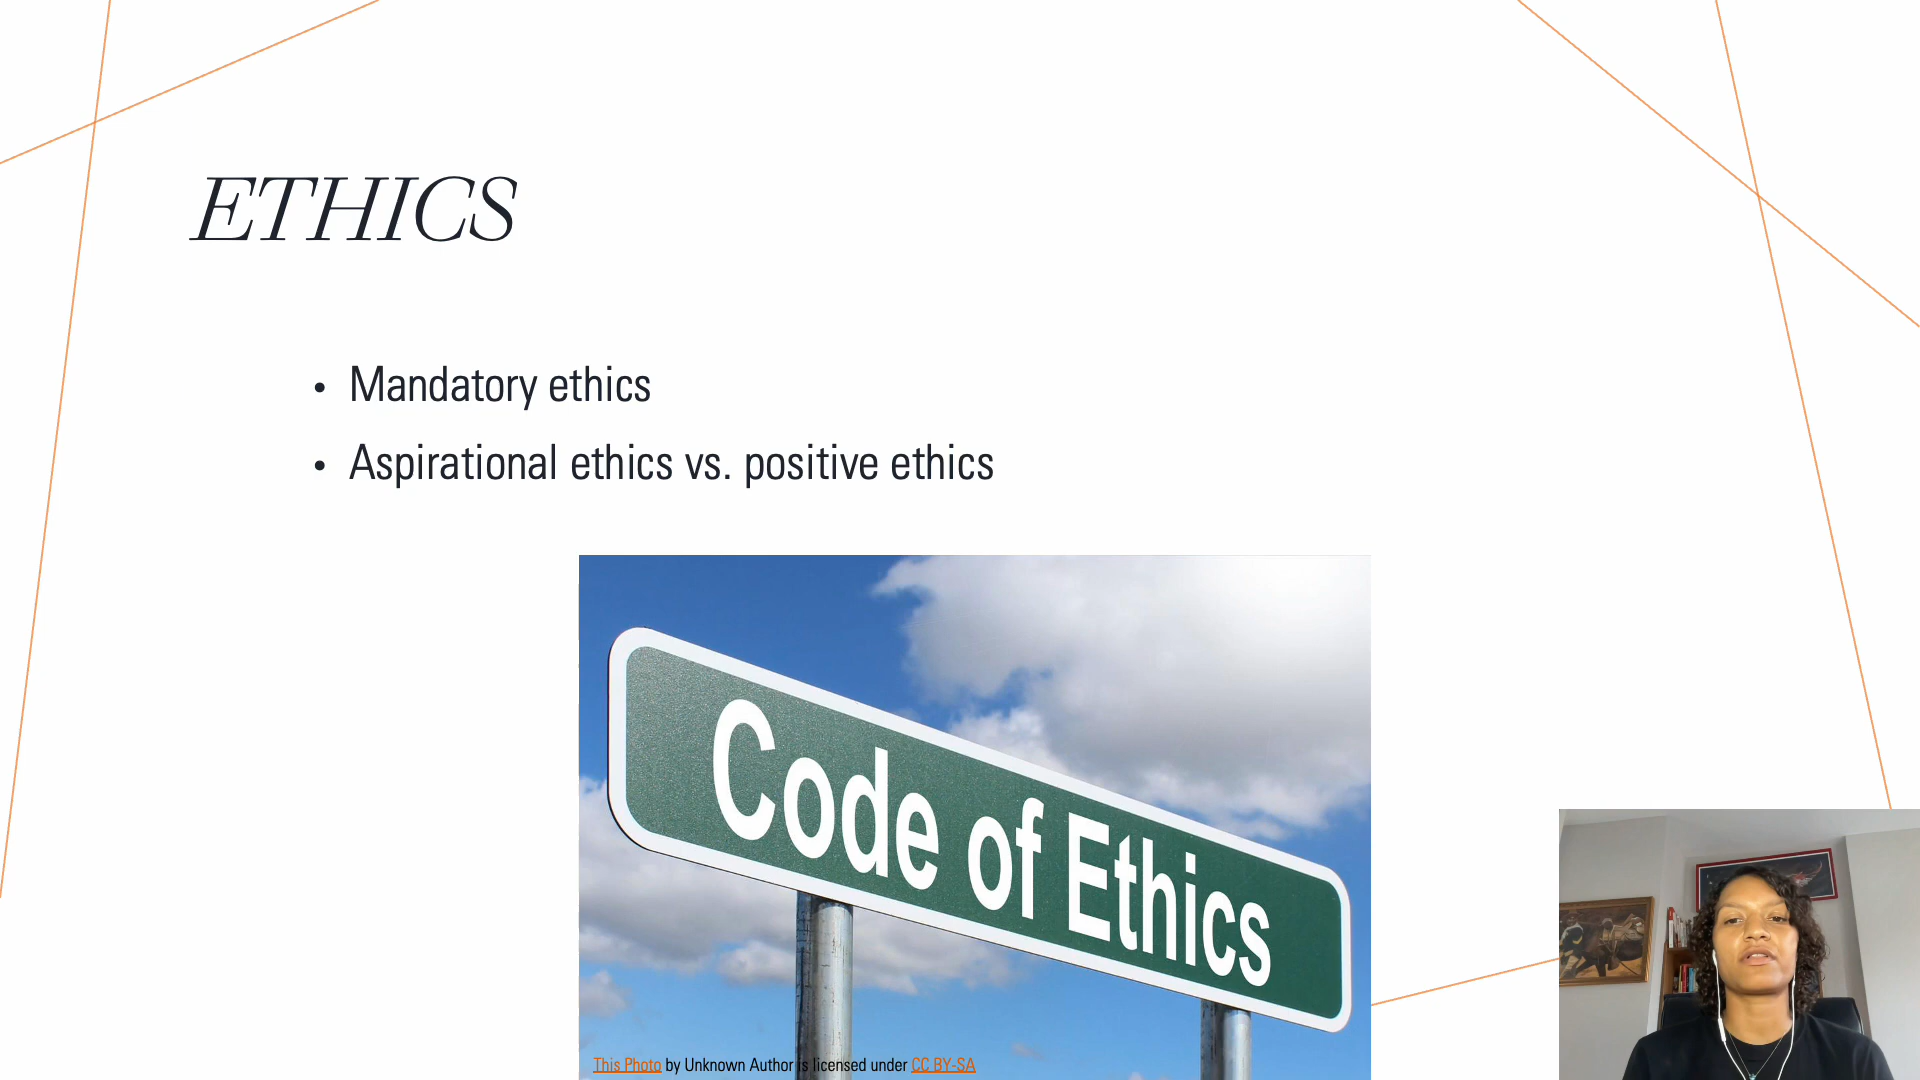 ETHICS
• Mandatory ethics
• Aspirational ethics vs. positive ethics
Code of Ethics
This Photo by Unknown Author is licensed under CC BY-SA